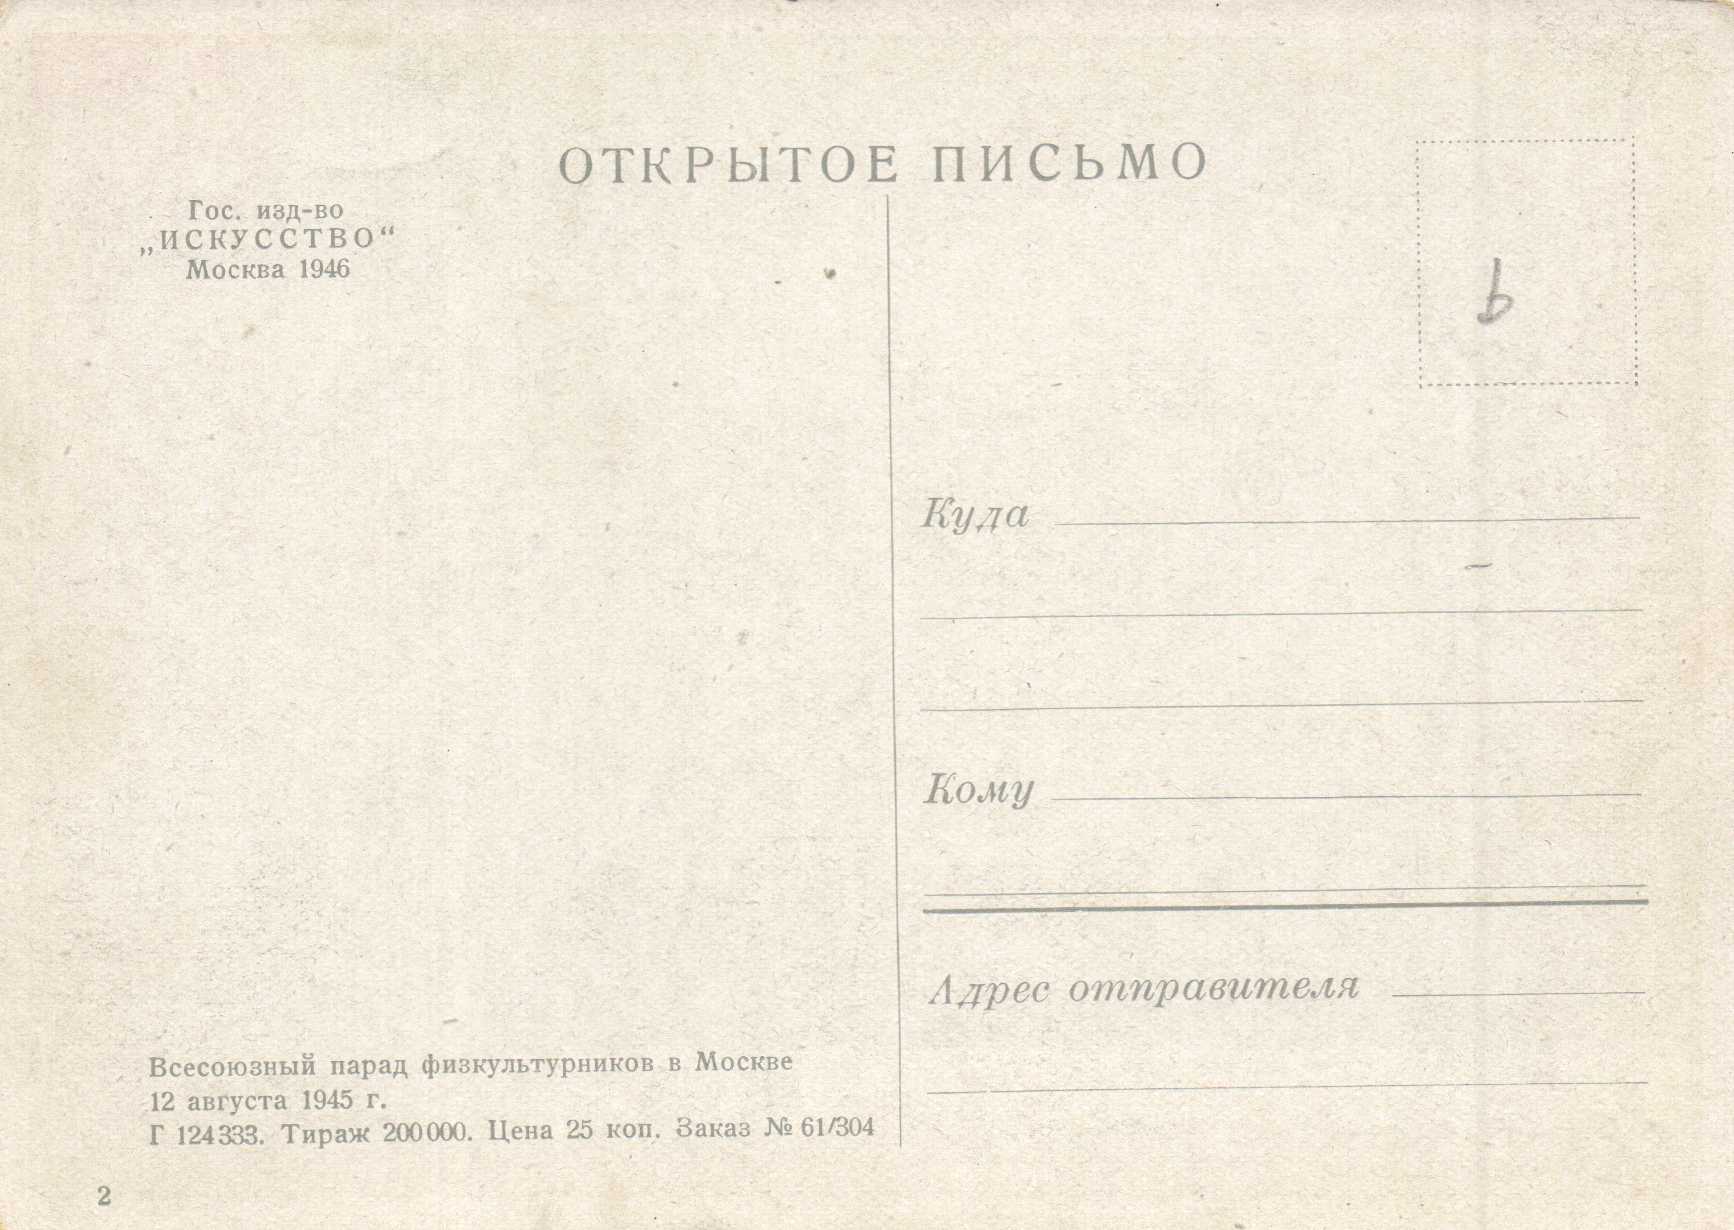 ОТКРЫТОЕ ПИСЬМО
Гос. изд-во
„ИСКУССТВО“
Москва 1946
Куда
Кому
Адрес отправителя
Всесоюзный парад физкультурников в Москве
12 августа 1945 г.
Г 124333. Тираж 200000. Цена 25 коп. Заказ № 61/304
2